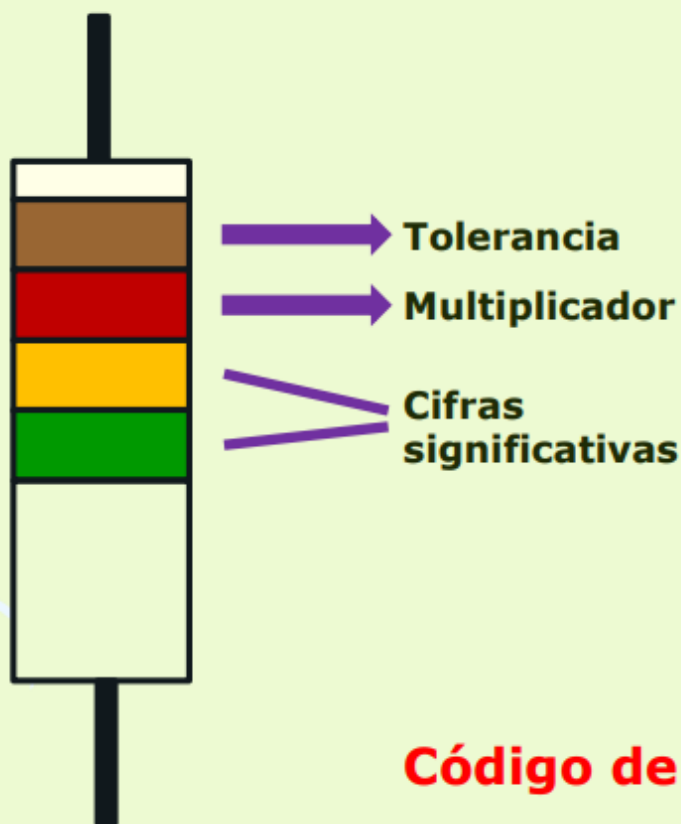 Tolerancia
Multiplicador
Cifras
significativas
Código de